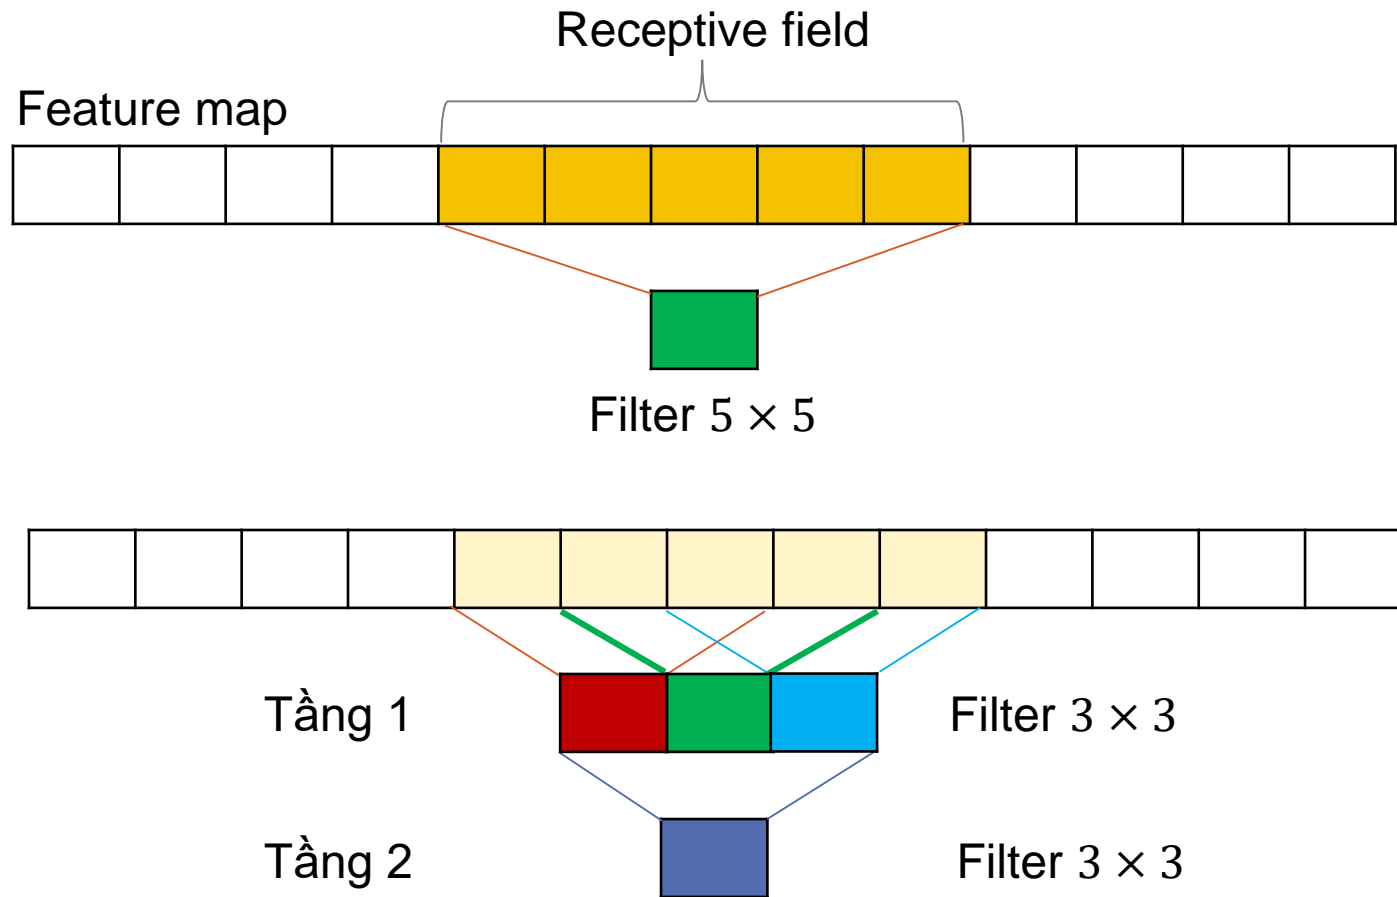 Receptive field
Feature map
Filter 5 × 5
Tầng 1
Filter 3 × 3
Tầng 2
Filter 3 × 3